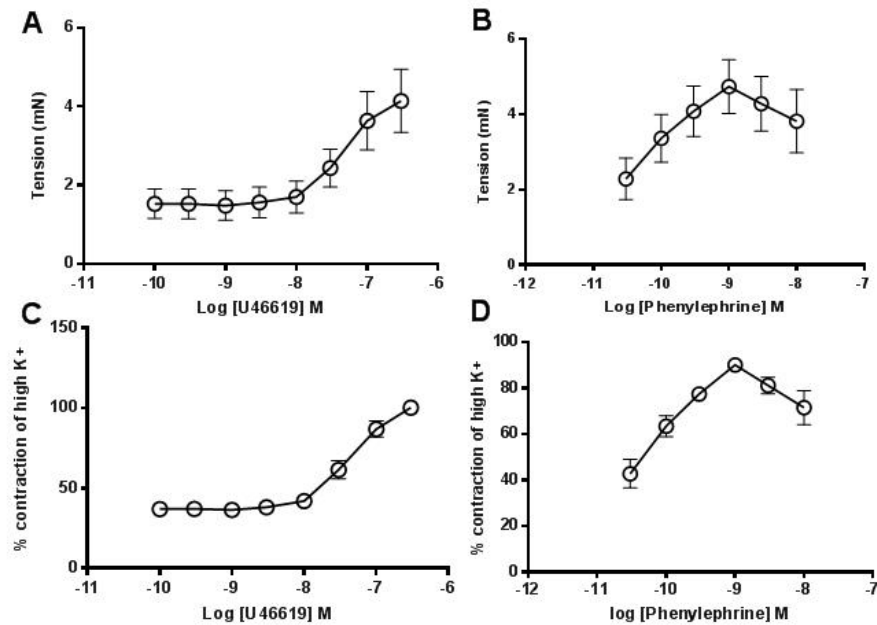 A
6
4
2
0
Tension (mN)
-11 -10 -9 -8 -7 -6
Log [U46619] M
B
6
4
2
0
Tension (mN)
-12 -11 -10 -9 -8 -7
Log [Phenylephrine] M
C
150
100
50
0
% contraction of high K+
-11 -10 -9 -8 -7 -6
Log [U46619] M
D
100
80
60
40
20
0
% contraction of high K+
-12 -11 -10 -9 -8 -7
log [Phenylephrine] M